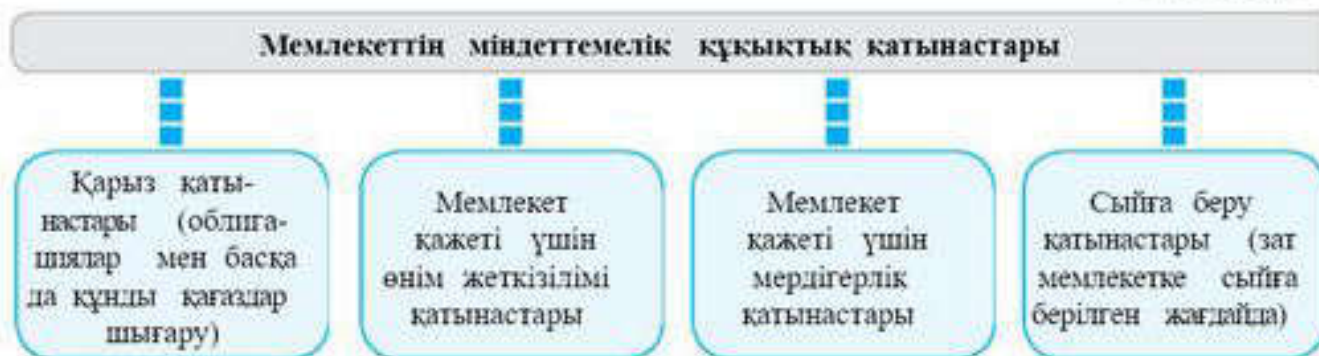 Мемлекеттің міндеттемелік құқықтық қатынастары
Қарыз қаты-
настары (облига-
циялар мен басқа
да құнды қағаздар
шығару)
Мемлекет
қажеті үшін
өнім жеткізілімі
қатынастары
Мемлекет
қажеті үшін
мердігерлік
қатынастары
Сыйға беру
қатынастары (зат
мемлекетке сыйға
берілген жағдайда)